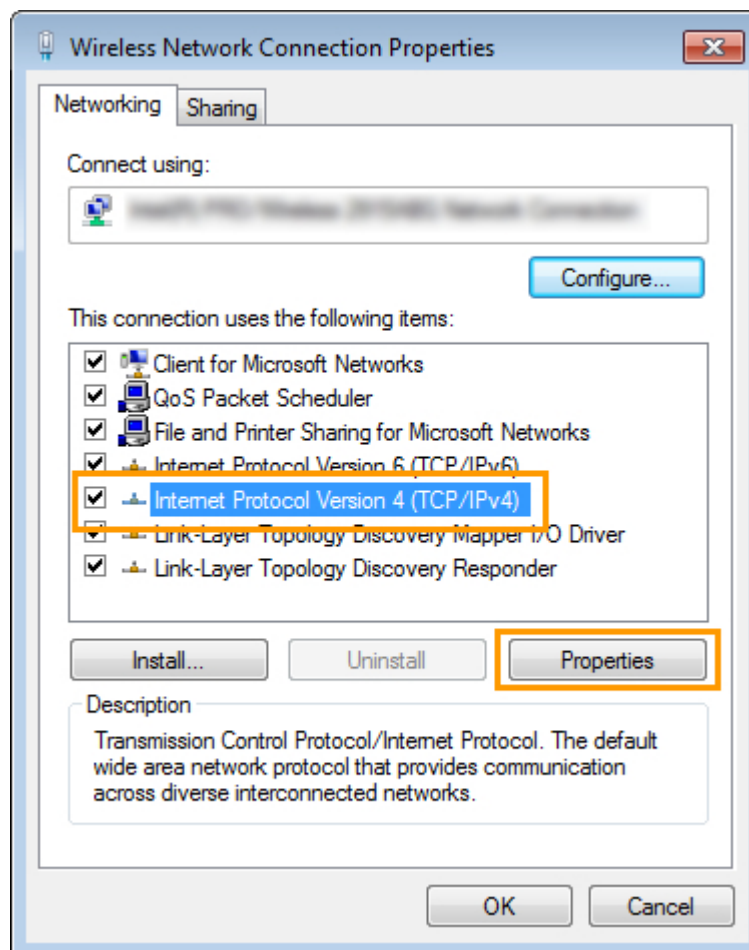 Wireless Network Connection Properties
Networking
Sharing
Connect using:
Configure...
This connection uses the following items:
Client for Microsoft Networks
QoS Packet Scheduler
File and Printer Sharing for Microsoft Networks
Internet Protocol Version 6 (TCP/IPv6)
Internet Protocol Version 4 (TCP/IPv4)
Link-Layer Topology Discovery Mapper I/O Driver
Link-Layer Topology Discovery Responder
Install...
Uninstall
Properties
Description
Transmission Control Protocol/Internet Protocol. The default
wide area network protocol that provides communication
across diverse interconnected networks.
OK
Cancel